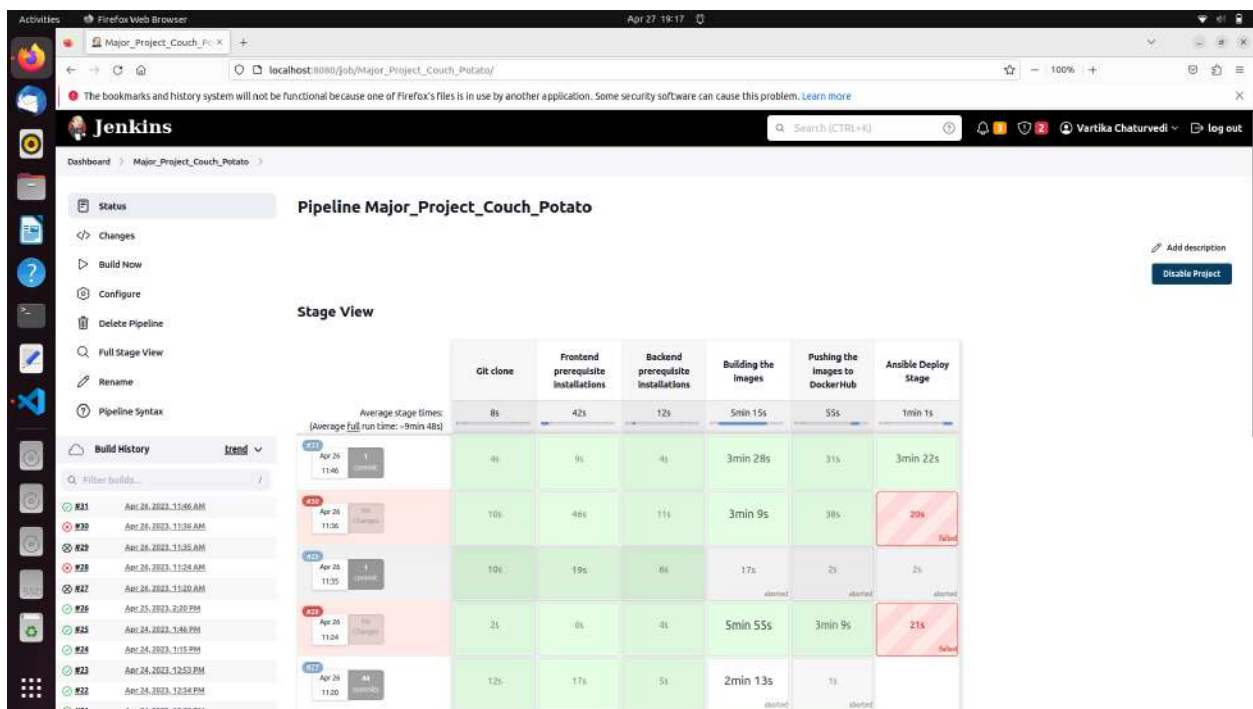 Activities
Firefox Web Browser
Apr 27 19:17
Major_Project_Couch_Po
localhost:8080/job/Major_Project_Couch_Potato/
100%
The bookmarks and history system will not be functional because one of Firefox's files is in use by another application. Some security software can cause this problem. Learn more
Jenkins
Search (CTRL+K)
3
2
Vartika Chaturvedi
log out
Dashboard
Major_Project_Couch_Potato
Status
Changes
Build Now
Configure
Delete Pipeline
Full Stage View
Rename
Pipeline Syntax
Build History
trend
Filter builds...
/
#31 Apr 26, 2023, 11:46 AM
#30 Apr 26, 2023, 11:36 AM
#29 Apr 26, 2023, 11:35 AM
#28 Apr 26, 2023, 11:24 AM
#27 Apr 26, 2023, 11:20 AM
#26 Apr 25, 2023, 2:20 PM
#25 Apr 24, 2023, 1:46 PM
#24 Apr 24, 2023, 1:15 PM
#23 Apr 24, 2023, 12:53 PM
#22 Apr 24, 2023, 12:34 PM
Pipeline Major_Project_Couch_Potato
Add description
Disable Project
Stage View
Git clone
Frontend
prerequisite
installations
Backend
prerequisite
installations
Building the
images
Pushing the
images to
DockerHub
Ansible Deploy
Stage
Average stage times:
(Average full run time: ~9min 48s)
8s
42s
12s
5min 15s
55s
1min 1s
#31
Apr 26
11:46
1
commit
4s
9s
4s
3min 28s
31s
3min 22s
#30
Apr 26
11:36
No
Changes
10s
46s
11s
3min 9s
38s
20s
failed
#29
Apr 26
11:35
1
commit
10s
19s
6s
17s
aborted
2s
aborted
2s
aborted
#28
Apr 26
11:24
No
Changes
2s
8s
4s
5min 55s
3min 9s
21s
failed
#27
Apr 26
11:20
44
commits
12s
17s
5s
2min 13s
aborted
1s
aborted